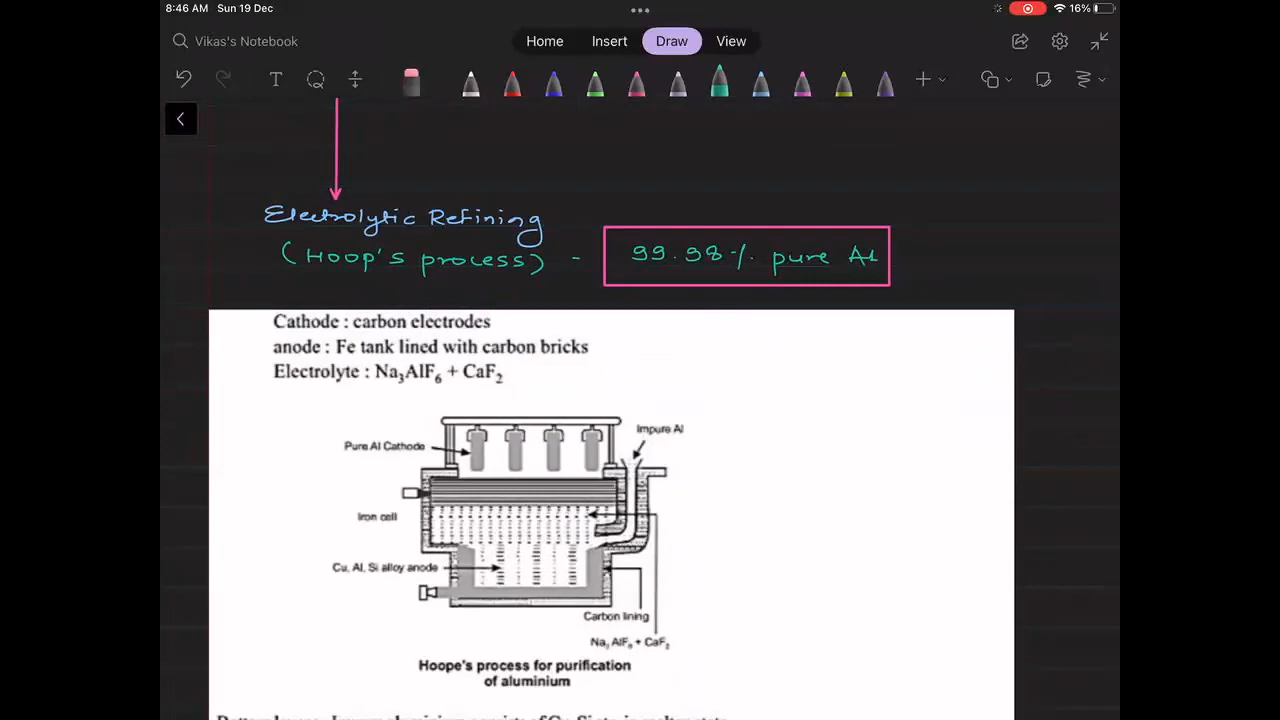 8:46 AM Sun 19 Dec
16%
Vikas's Notebook
Home Insert Draw View
Electrolytic Refining
(Hoop's process) - 99.98% pure Al
Cathode : carbon electrodes
anode : Fe tank lined with carbon bricks
Electrolyte : Na₃AlF₆ + CaF₂
Impure Al
Pure Al Cathode
Iron cell
Cu, Al, Si alloy anode
Carbon lining
Na₃ AlF₆ + CaF₂
Hoope's process for purification
of aluminium